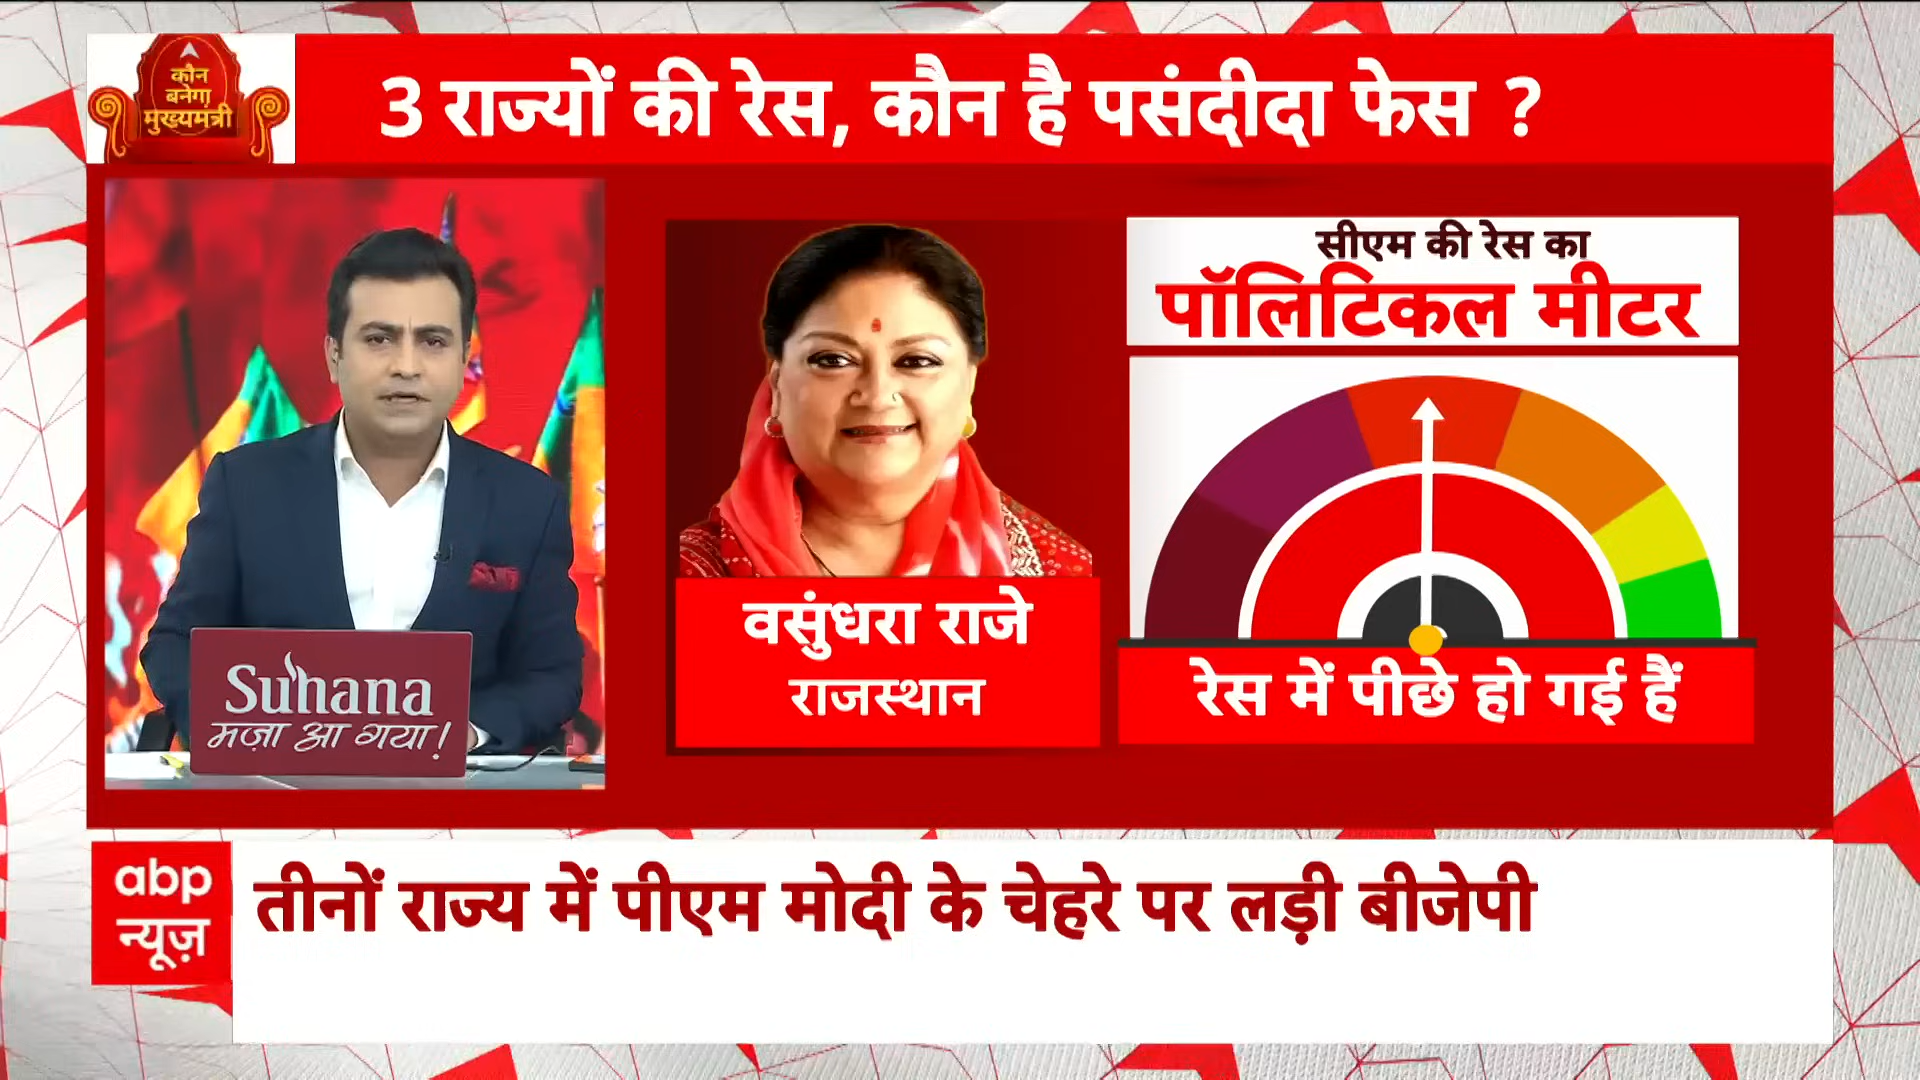 कौन
बनेगा
मुख्यमंत्री
3 राज्यों की रेस, कौन है पसंदीदा फेस ?
सीएम की रेस का
पॉलिटिकल मीटर
वसुंधरा राजे
राजस्थान
रेस में पीछे हो गई हैं
Suhana
मज़ा आ गया!
abp
न्यूज़
तीनों राज्य में पीएम मोदी के चेहरे पर लड़ी बीजेपी